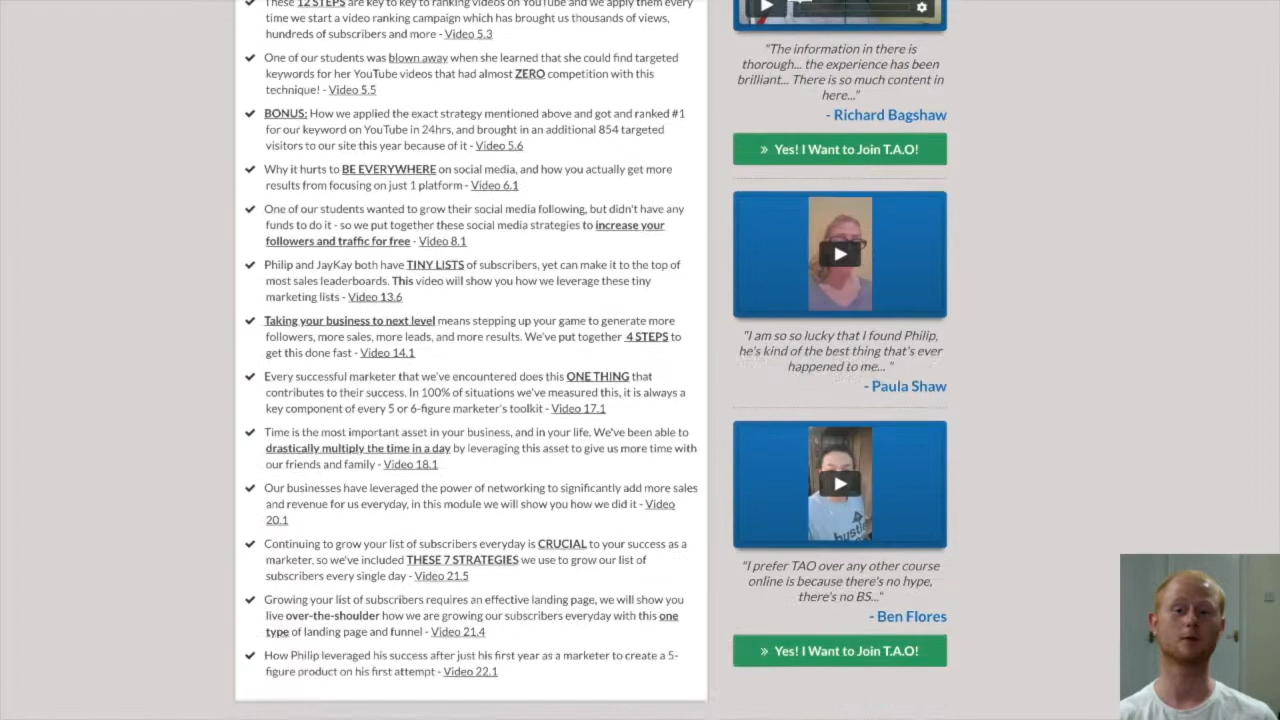 These 12 STEPS are key to key to ranking videos on YouTube and we apply them every
time we start a video ranking campaign which has brought us thousands of views,
hundreds of subscribers and more - Video 5.3
One of our students was blown away when she learned that she could find targeted
keywords for her YouTube videos that had almost ZERO competition with this
technique! - Video 5.5
BONUS: How we applied the exact strategy mentioned above and got and ranked #1
for our keyword on YouTube in 24hrs, and brought in an additional 854 targeted
visitors to our site this year because of it - Video 5.6
Why it hurts to BE EVERYWHERE on social media, and how you actually get more
results from focusing on just 1 platform - Video 6.1
One of our students wanted to grow their social media following, but didn't have any
funds to do it - so we put together these social media strategies to increase your
followers and traffic for free - Video 8.1
Philip and JayKay both have TINY LISTS of subscribers, yet can make it to the top of
most sales leaderboards. This video will show you how we leverage these tiny
marketing lists - Video 13.6
Taking your business to next level means stepping up your game to generate more
followers, more sales, more leads, and more results. We've put together 4 STEPS to
get this done fast - Video 14.1
Every successful marketer that we've encountered does this ONE THING that
contributes to their success. In 100% of situations we've measured this, it is always a
key component of every 5 or 6-figure marketer's toolkit - Video 17.1
Time is the most important asset in your business, and in your life. We've been able to
drastically multiply the time in a day by leveraging this asset to give us more time with
our friends and family - Video 18.1
Our businesses have leveraged the power of networking to significantly add more sales
and revenue for us everyday, in this module we will show you how we did it - Video
20.1
Continuing to grow your list of subscribers everyday is CRUCIAL to your success as a
marketer, so we've included THESE 7 STRATEGIES we use to grow our list of
subscribers every single day - Video 21.5
Growing your list of subscribers requires an effective landing page, we will show you
live over-the-shoulder how we are growing our subscribers everyday with this one
type of landing page and funnel - Video 21.4
How Philip leveraged his success after just his first year as a marketer to create a 5-
figure product on his first attempt - Video 22.1
"The information in there is
thorough... the experience has been
brilliant... There is so much content in
here..."
- Richard Bagshaw
» Yes! I Want to Join T.A.O!
"I am so so lucky that I found Philip,
he's kind of the best thing that's ever
happened to me... "
- Paula Shaw
hustle
"I prefer TAO over any other course
online is because there's no hype,
there's no BS..."
- Ben Flores
» Yes! I Want to Join T.A.O!